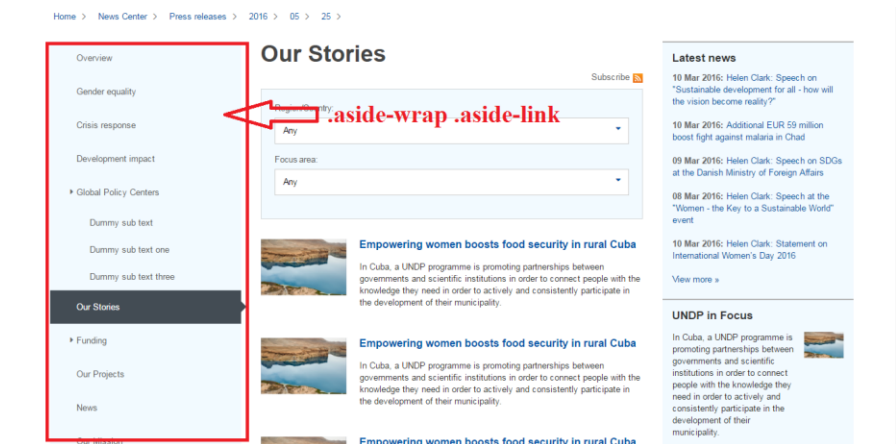 Home > News Center > Press releases > 2016 > 05 > 25 >
Overview
Gender equality
Crisis response
Development impact
Global Policy Centers
Dummy sub text
Dummy sub text one
Dummy sub text three
Our Stories
Funding
Our Projects
News
Our Mission
Our Stories
Subscribe
Region/Country:
.aside-wrap .aside-link
Any
Focus area:
Any
Empowering women boosts food security in rural Cuba
In Cuba, a UNDP programme is promoting partnerships between
governments and scientific institutions in order to connect people with the
knowledge they need in order to actively and consistently participate in
the development of their municipality.
Empowering women boosts food security in rural Cuba
In Cuba, a UNDP programme is promoting partnerships between
governments and scientific institutions in order to connect people with the
knowledge they need in order to actively and consistently participate in
the development of their municipality.
Empowering women boosts food security in rural Cuba
Latest news
10 Mar 2016: Helen Clark: Speech on
"Sustainable development for all - how will
the vision become reality?"
10 Mar 2016: Additional EUR 59 million
boost fight against malaria in Chad
09 Mar 2016: Helen Clark: Speech on SDGs
at the Danish Ministry of Foreign Affairs
08 Mar 2016: Helen Clark: Speech at the
"Women - the Key to a Sustainable World"
event
10 Mar 2016: Helen Clark: Statement on
International Women's Day 2016
View more »
UNDP in Focus
In Cuba, a UNDP programme is
promoting partnerships between
governments and scientific
institutions in order to connect
people with the knowledge they
need in order to actively and
consistently participate in the
development of their
municipality.